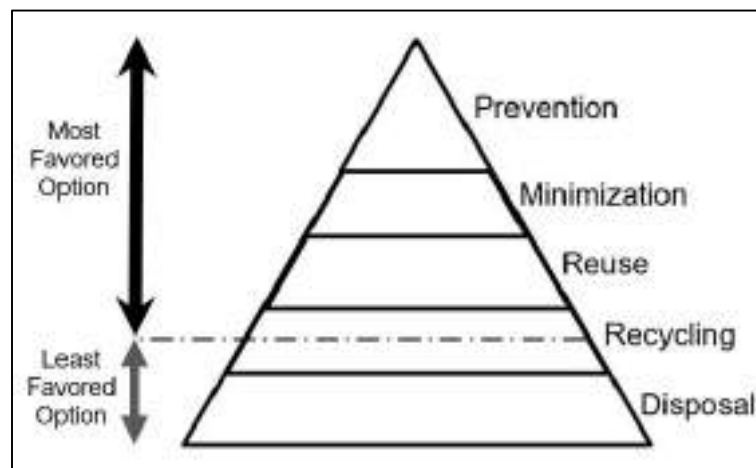 Most
Favored
Option
Prevention
Minimization
Reuse
Recycling
Least
Favored
Option
Disposal